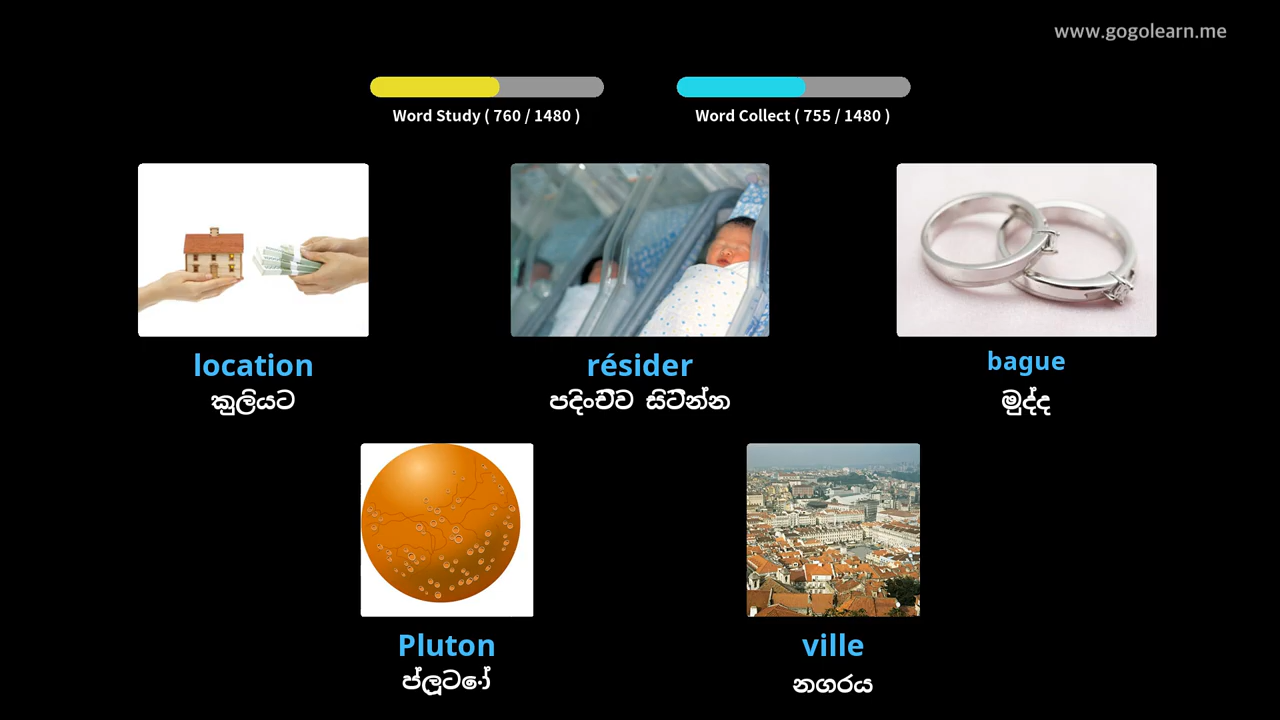 www.gogolearn.me
Word Study ( 760 / 1480 )
Word Collect ( 755 / 1480 )
location
résider
bague
කුලියට
පදිංචිව සිටින්න
මුද්ද
Pluton
ville
ප්ලූටෝ
නගරය